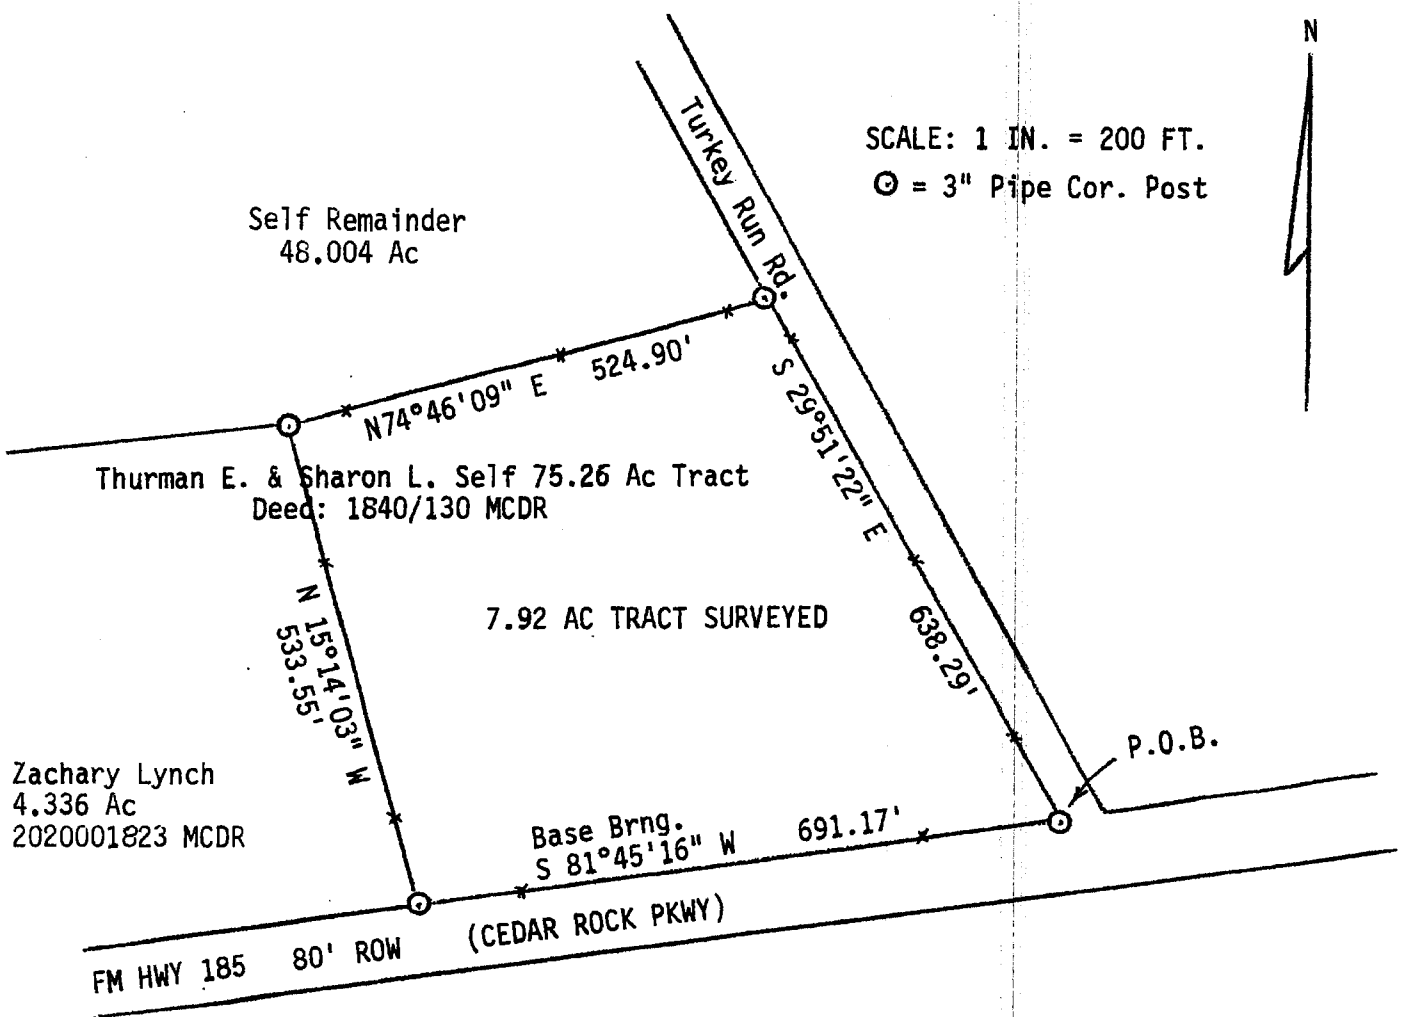 N
SCALE: 1 IN. = 200 FT.
= 3" Pipe Cor. Post
Turkey Run Rd.
Self Remainder
48.004 Ac
N74°46'09" E 524.90'
S 29°51'22" E 638.29'
Thurman E. & Sharon L. Self 75.26 Ac Tract
Deed: 1840/130 MCDR
7.92 AC TRACT SURVEYED
N 15°14'03" W
533.55'
P.O.B.
Zachary Lynch
4.336 Ac
2020001823 MCDR
Base Brng.
S 81°45'16" W 691.17'
FM HWY 185 80' ROW (CEDAR ROCK PKWY)